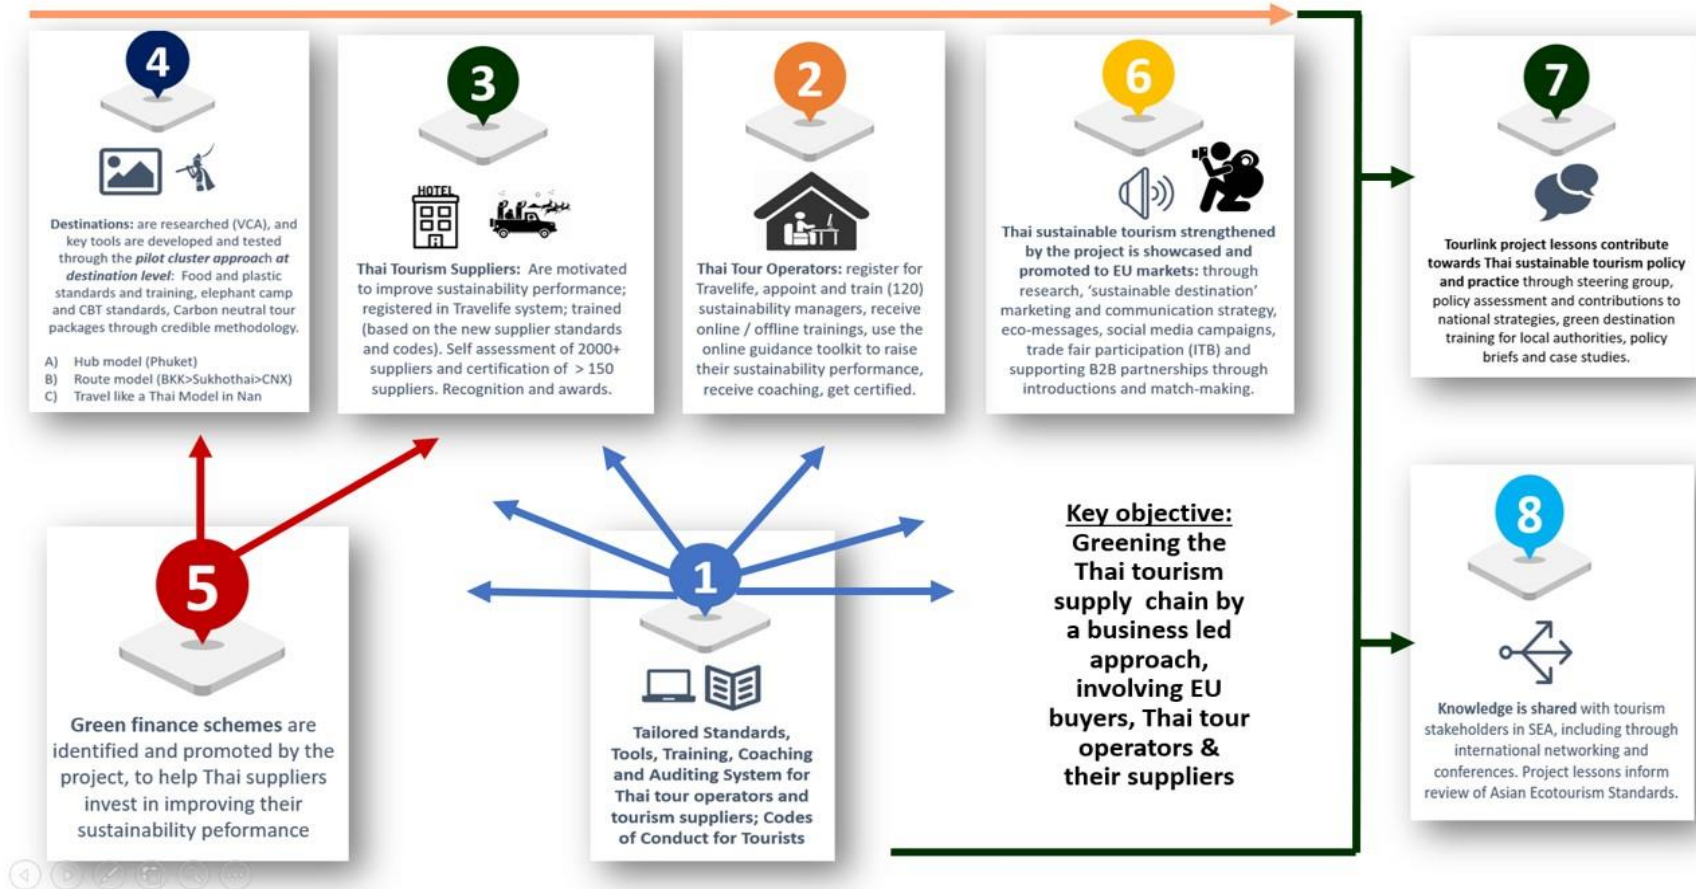 4
Destinations: are researched (VCA), and
key tools are developed and tested
through the pilot cluster approach at
destination level: Food and plastic
standards and training, elephant camp
and CBT standards, Carbon neutral tour
packages through credible methodology.
A) Hub model (Phuket)
B) Route model (BKK>Sukhothai>CNX)
C) Travel like a Thai Model in Nan
3
HOTEL
Thai Tourism Suppliers: Are motivated
to improve sustainability performance;
registered in Travelife system; trained
(based on the new supplier standards
and codes). Self assessment of 2000+
suppliers and certification of > 150
suppliers. Recognition and awards.
2
Thai Tour Operators: register for
Travelife, appoint and train (120)
sustainability managers, receive
online / offline trainings, use the
online guidance toolkit to raise
their sustainability performance,
receive coaching, get certified.
6
Thai sustainable tourism strengthened
by the project is showcased and
promoted to EU markets: through
research, ‘sustainable destination’
marketing and communication strategy,
eco-messages, social media campaigns,
trade fair participation (ITB) and
supporting B2B partnerships through
introductions and match-making.
7
Tourlink project lessons contribute
towards Thai sustainable tourism policy
and practice through steering group,
policy assessment and contributions to
national strategies, green destination
training for local authorities, policy
briefs and case studies.
5
Green finance schemes are
identified and promoted by the
project, to help Thai suppliers
invest in improving their
sustainability peformance
1
Tailored Standards,
Tools, Training, Coaching
and Auditing System for
Thai tour operators and
tourism suppliers; Codes
of Conduct for Tourists
Key objective:
Greening the
Thai tourism
supply chain by
a business led
approach,
involving EU
buyers, Thai tour
operators &
their suppliers
8
Knowledge is shared with tourism
stakeholders in SEA, including through
international networking and
conferences. Project lessons inform
review of Asian Ecotourism Standards.